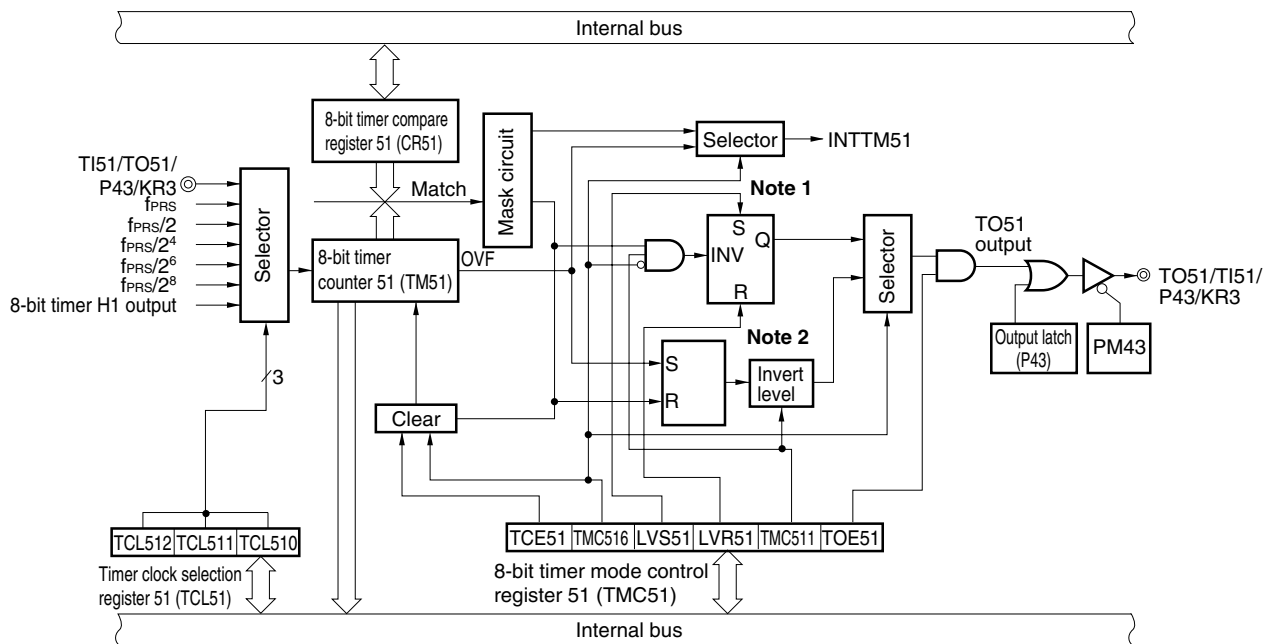 Internal bus
8-bit timer compare
register 51 (CR51)
Mask circuit
Selector
INTTM51
TI51/TO51/
P43/KR3
fPRS
fPRS/2
fPRS/2⁴
fPRS/2⁶
fPRS/2⁸
8-bit timer H1 output
Selector
Match
8-bit timer
counter 51 (TM51)
OVF
Note 1
S
INV
Q
R
Selector
TO51
output
TO51/TI51/
P43/KR3
Output latch
(P43)
PM43
Note 2
S
R
Invert
level
3
Clear
TCL512 TCL511 TCL510
Timer clock selection
register 51 (TCL51)
TCE51 TMC516 LVS51 LVR51 TMC511 TOE51
8-bit timer mode control
register 51 (TMC51)
Internal bus